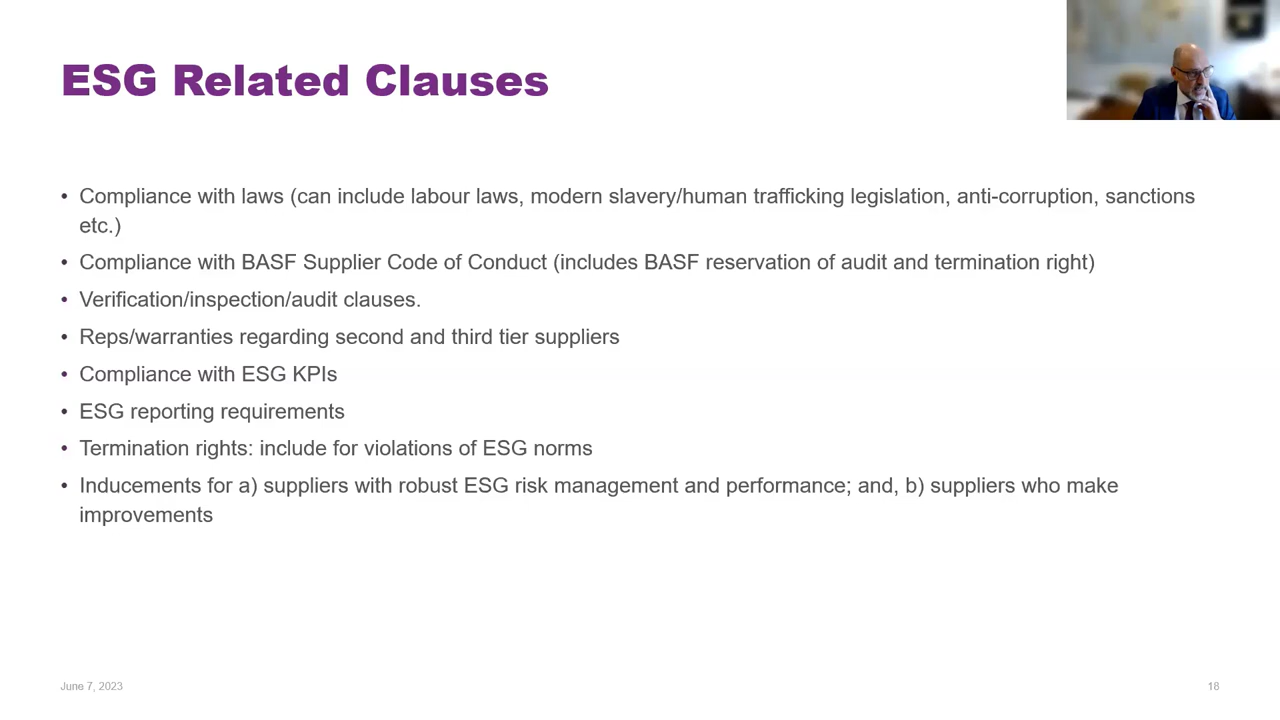 ESG Related Clauses
• Compliance with laws (can include labour laws, modern slavery/human trafficking legislation, anti-corruption, sanctions
etc.)
• Compliance with BASF Supplier Code of Conduct (includes BASF reservation of audit and termination right)
• Verification/inspection/audit clauses.
• Reps/warranties regarding second and third tier suppliers
• Compliance with ESG KPIs
• ESG reporting requirements
• Termination rights: include for violations of ESG norms
• Inducements for a) suppliers with robust ESG risk management and performance; and, b) suppliers who make
improvements
June 7, 2023
18